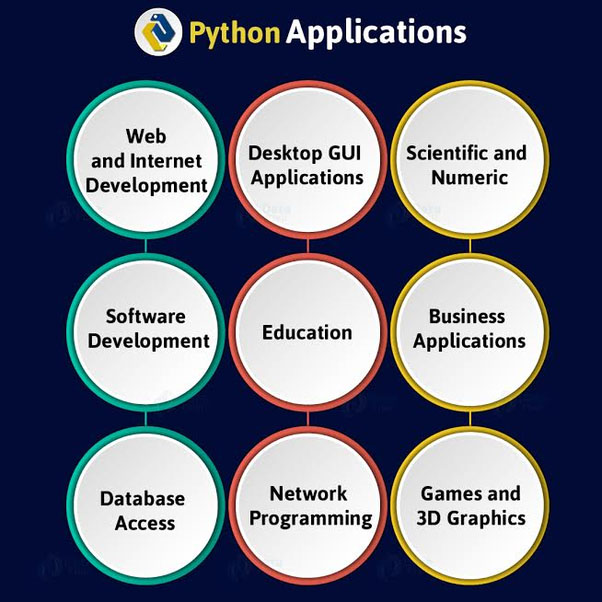 Python Applications
Web
and Internet
Development
Desktop GUI
Applications
Scientific and
Numeric
Software
Development
Education
Business
Applications
Database
Access
Network
Programming
Games and
3D Graphics